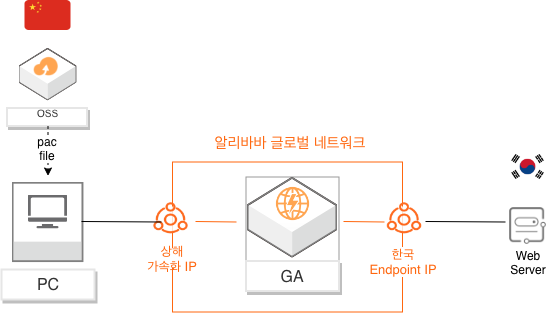 OSS
pac
file
알리바바 글로벌 네트워크
PC
상해
가속화 IP
GA
한국
Endpoint IP
Web
Server